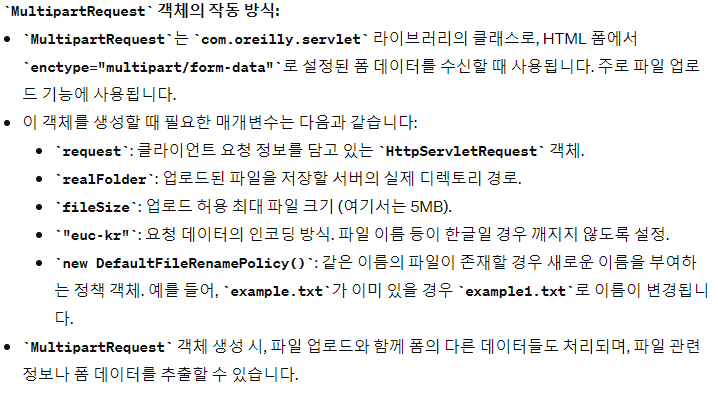 `MultipartRequest` 객체의 작동 방식:
• `MultipartRequest`는 `com.oreilly.servlet` 라이브러리의 클래스로, HTML 폼에서
`enctype="multipart/form-data"`로 설정된 폼 데이터를 수신할 때 사용됩니다. 주로 파일 업로
드 기능에 사용됩니다.
• 이 객체를 생성할 때 필요한 매개변수는 다음과 같습니다:
• `request`: 클라이언트 요청 정보를 담고 있는 `HttpServletRequest` 객체.
• `realFolder`: 업로드된 파일을 저장할 서버의 실제 디렉토리 경로.
• `fileSize`: 업로드 허용 최대 파일 크기 (여기서는 5MB).
• `"euc-kr"`: 요청 데이터의 인코딩 방식. 파일 이름 등이 한글일 경우 깨지지 않도록 설정.
• `new DefaultFileRenamePolicy()`: 같은 이름의 파일이 존재할 경우 새로운 이름을 부여하
는 정책 객체. 예를 들어, `example.txt`가 이미 있을 경우 `example1.txt`로 이름이 변경됩니
다.
• `MultipartRequest` 객체 생성 시, 파일 업로드와 함께 폼의 다른 데이터들도 처리되며, 파일 관련
정보나 폼 데이터를 추출할 수 있습니다.